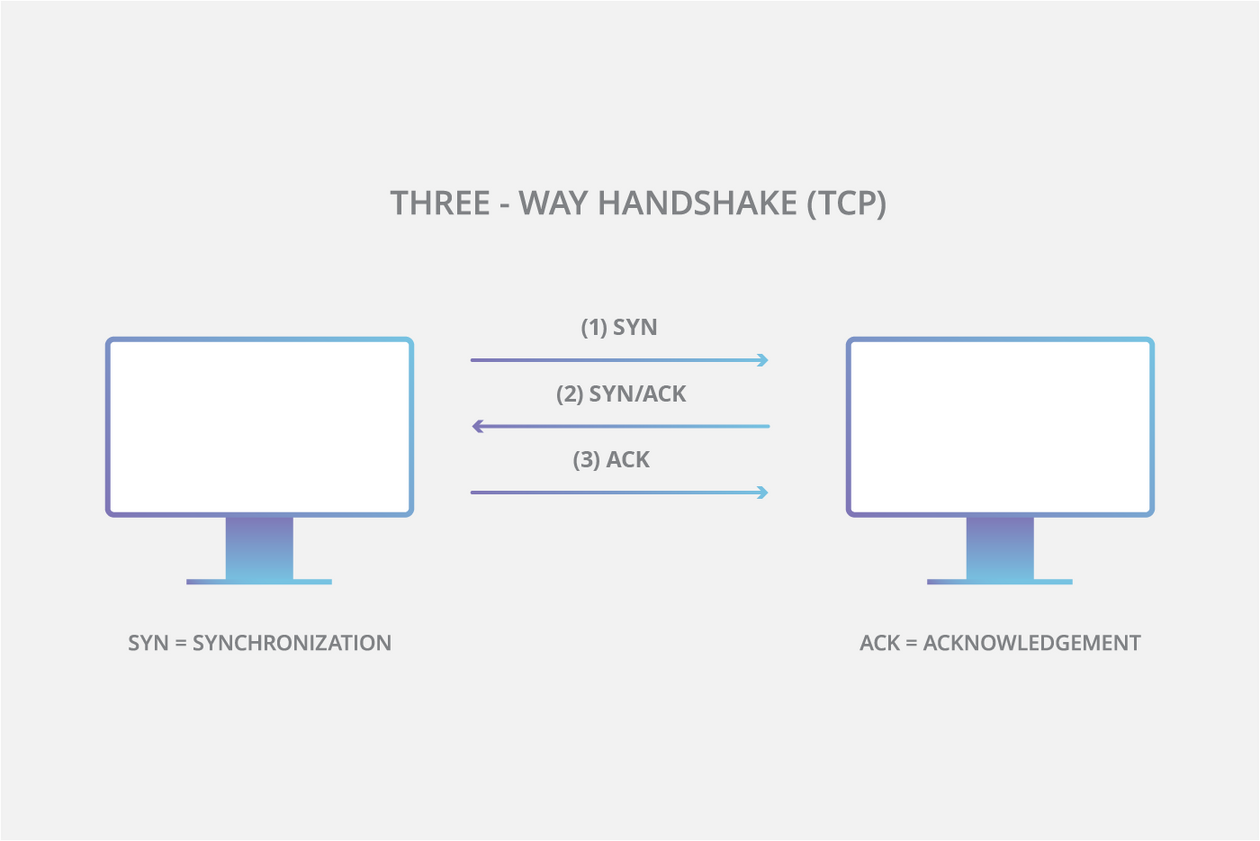 THREE - WAY HANDSHAKE (TCP)
(1) SYN
(2) SYN/ACK
(3) ACK
SYN = SYNCHRONIZATION
ACK = ACKNOWLEDGEMENT